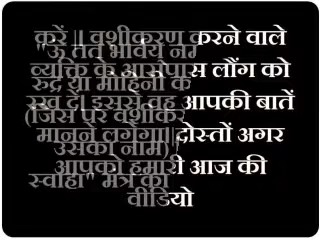 करें || वशीकरण करने वाले
"ॐ नम
व्यक्ति के आसपास लौंग को
मोहिनी
रख दें। इससे वह आपकी बातें
(जिस पर वशीकर
मानने लगेगा||दोस्तों अगर
उसका नाम)
आपको हमारी आज की
स्वाहा" मंत्र का
वीडियो